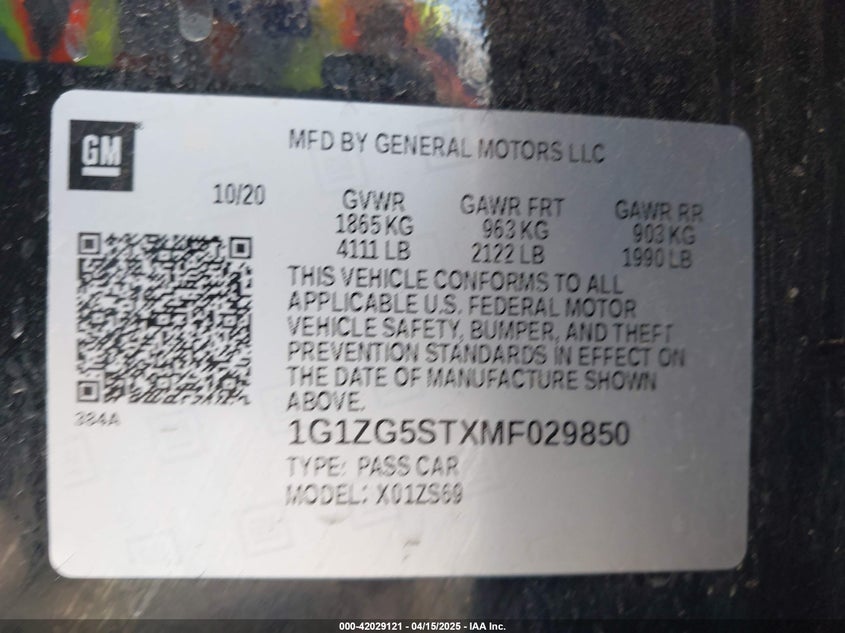 GM
MFD BY GENERAL MOTORS LLC
10/20
GVWR
1865 KG
4111 LB
GAWR FRT
963 KG
2122 LB
GAWR RR
903 KG
1990 LB
THIS VEHICLE CONFORMS TO ALL
APPLICABLE U.S. FEDERAL MOTOR
VEHICLE SAFETY, BUMPER, AND THEFT
PREVENTION STANDARDS IN EFFECT ON
THE DATE OF MANUFACTURE SHOWN
ABOVE.
384A
1G1ZG5STXMF029850
TYPE: PASS CAR
MODEL: X01ZS69
000-42029121 - 04/15/2025 - IAA Inc.